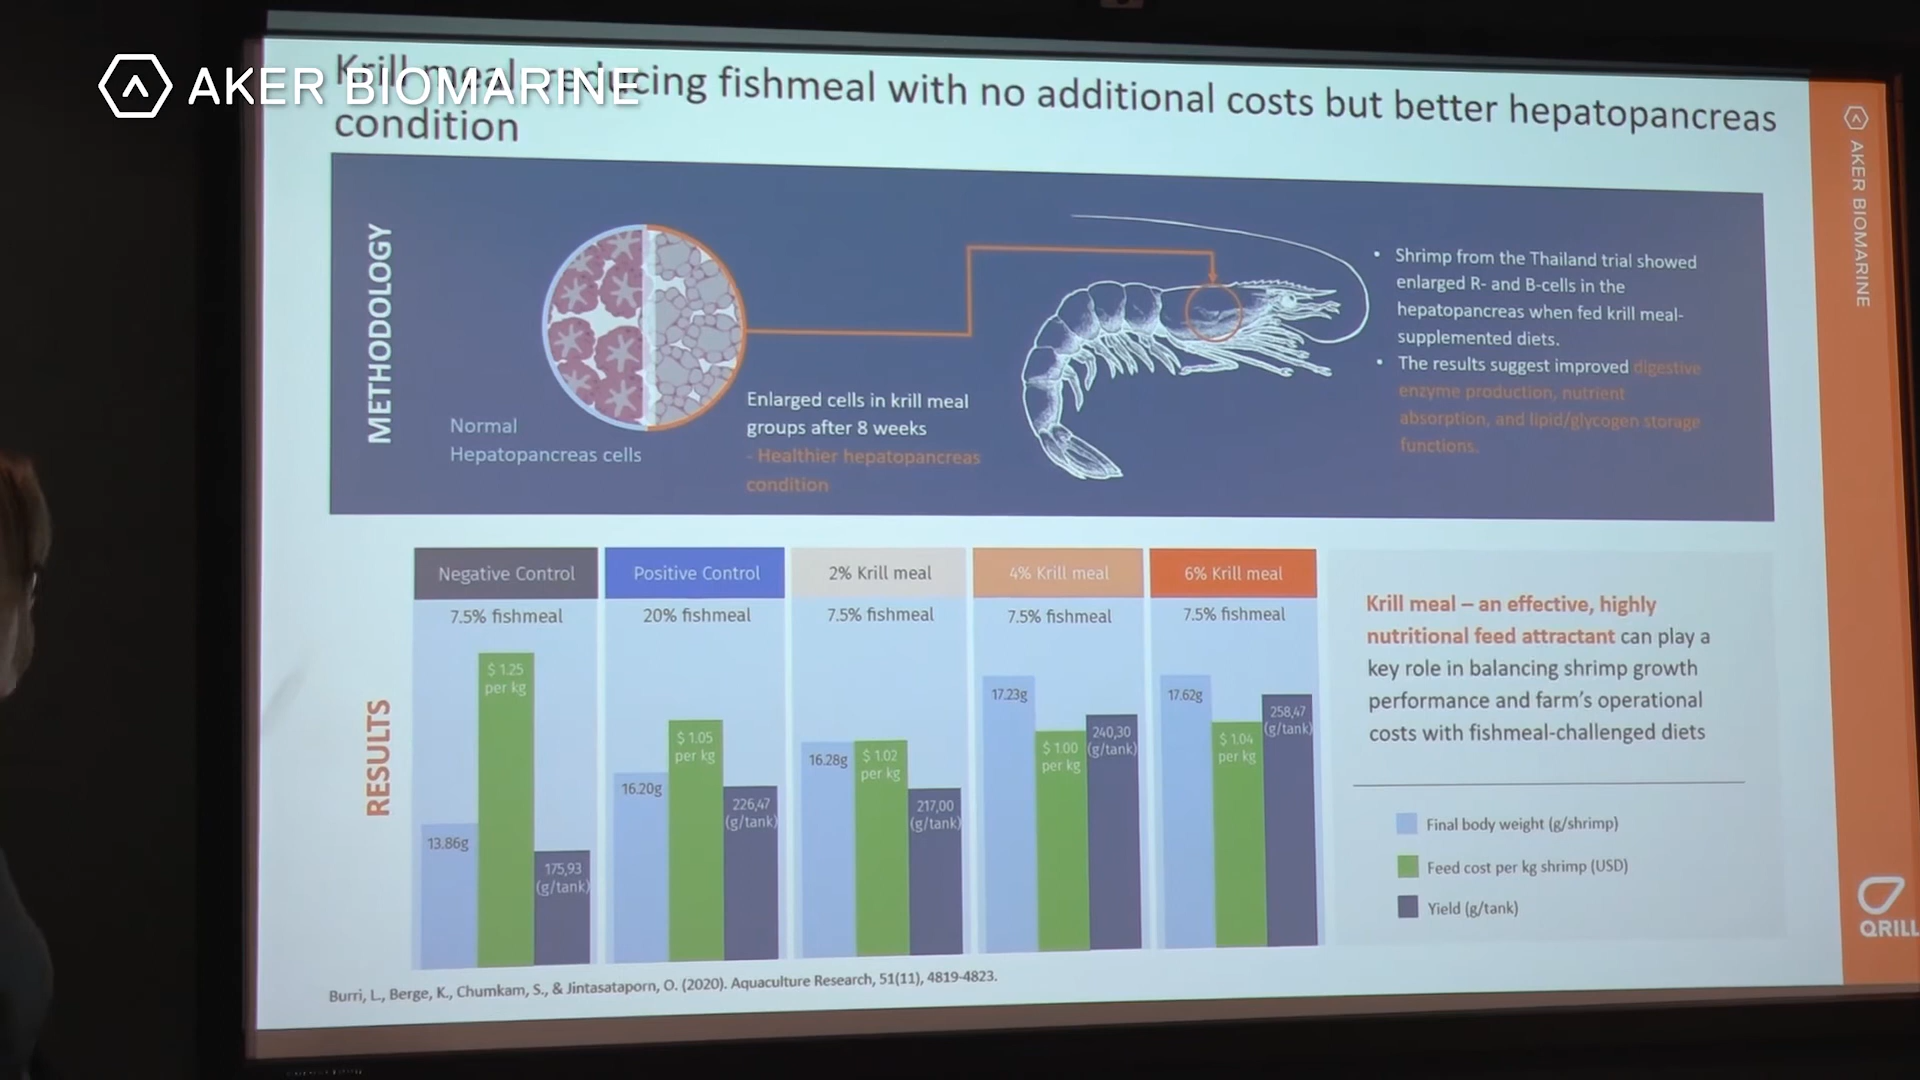 AKER BIOMARINE
Krill meal, reducing fishmeal with no additional costs but better hepatopancreas
condition
AKER BIOMARINE
METHODOLOGY
Normal
Hepatopancreas cells
Enlarged cells in krill meal
groups after 8 weeks
- Healthier hepatopancreas
condition
• Shrimp from the Thailand trial showed
enlarged R- and B-cells in the
hepatopancreas when fed krill meal-
supplemented diets.
• The results suggest improved digestive
enzyme production, nutrient
absorption, and lipid/glycogen storage
functions.
RESULTS
Negative Control
7.5% fishmeal
13.86g
$ 1.25
per kg
175,93
(g/tank)
Positive Control
20% fishmeal
16.20g
$ 1.05
per kg
226,47
(g/tank)
2% Krill meal
7.5% fishmeal
16.28g
$ 1.02
per kg
217,00
(g/tank)
4% Krill meal
7.5% fishmeal
17.23g
$ 1.00
per kg
240,30
(g/tank)
6% Krill meal
7.5% fishmeal
17.62g
$ 1.04
per kg
258,47
(g/tank)
Krill meal – an effective, highly
nutritional feed attractant can play a
key role in balancing shrimp growth
performance and farm's operational
costs with fishmeal-challenged diets
Final body weight (g/shrimp)
Feed cost per kg shrimp (USD)
Yield (g/tank)
QRILL
Burri, L., Berge, K., Chumkam, S., & Jintasataporn, O. (2020). Aquaculture Research, 51(11), 4819-4823.